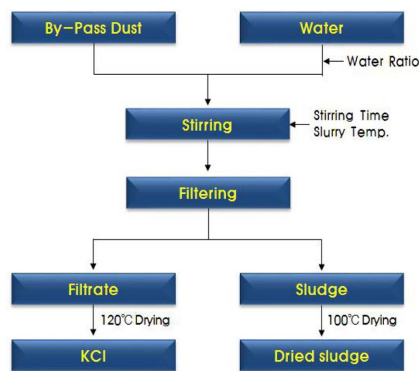 By-Pass Dust
Water
Water Ratio
Stirring
Stirring Time
Slurry Temp.
Filtering
Filtrate
Sludge
120℃ Drying
100℃ Drying
KCl
Dried sludge